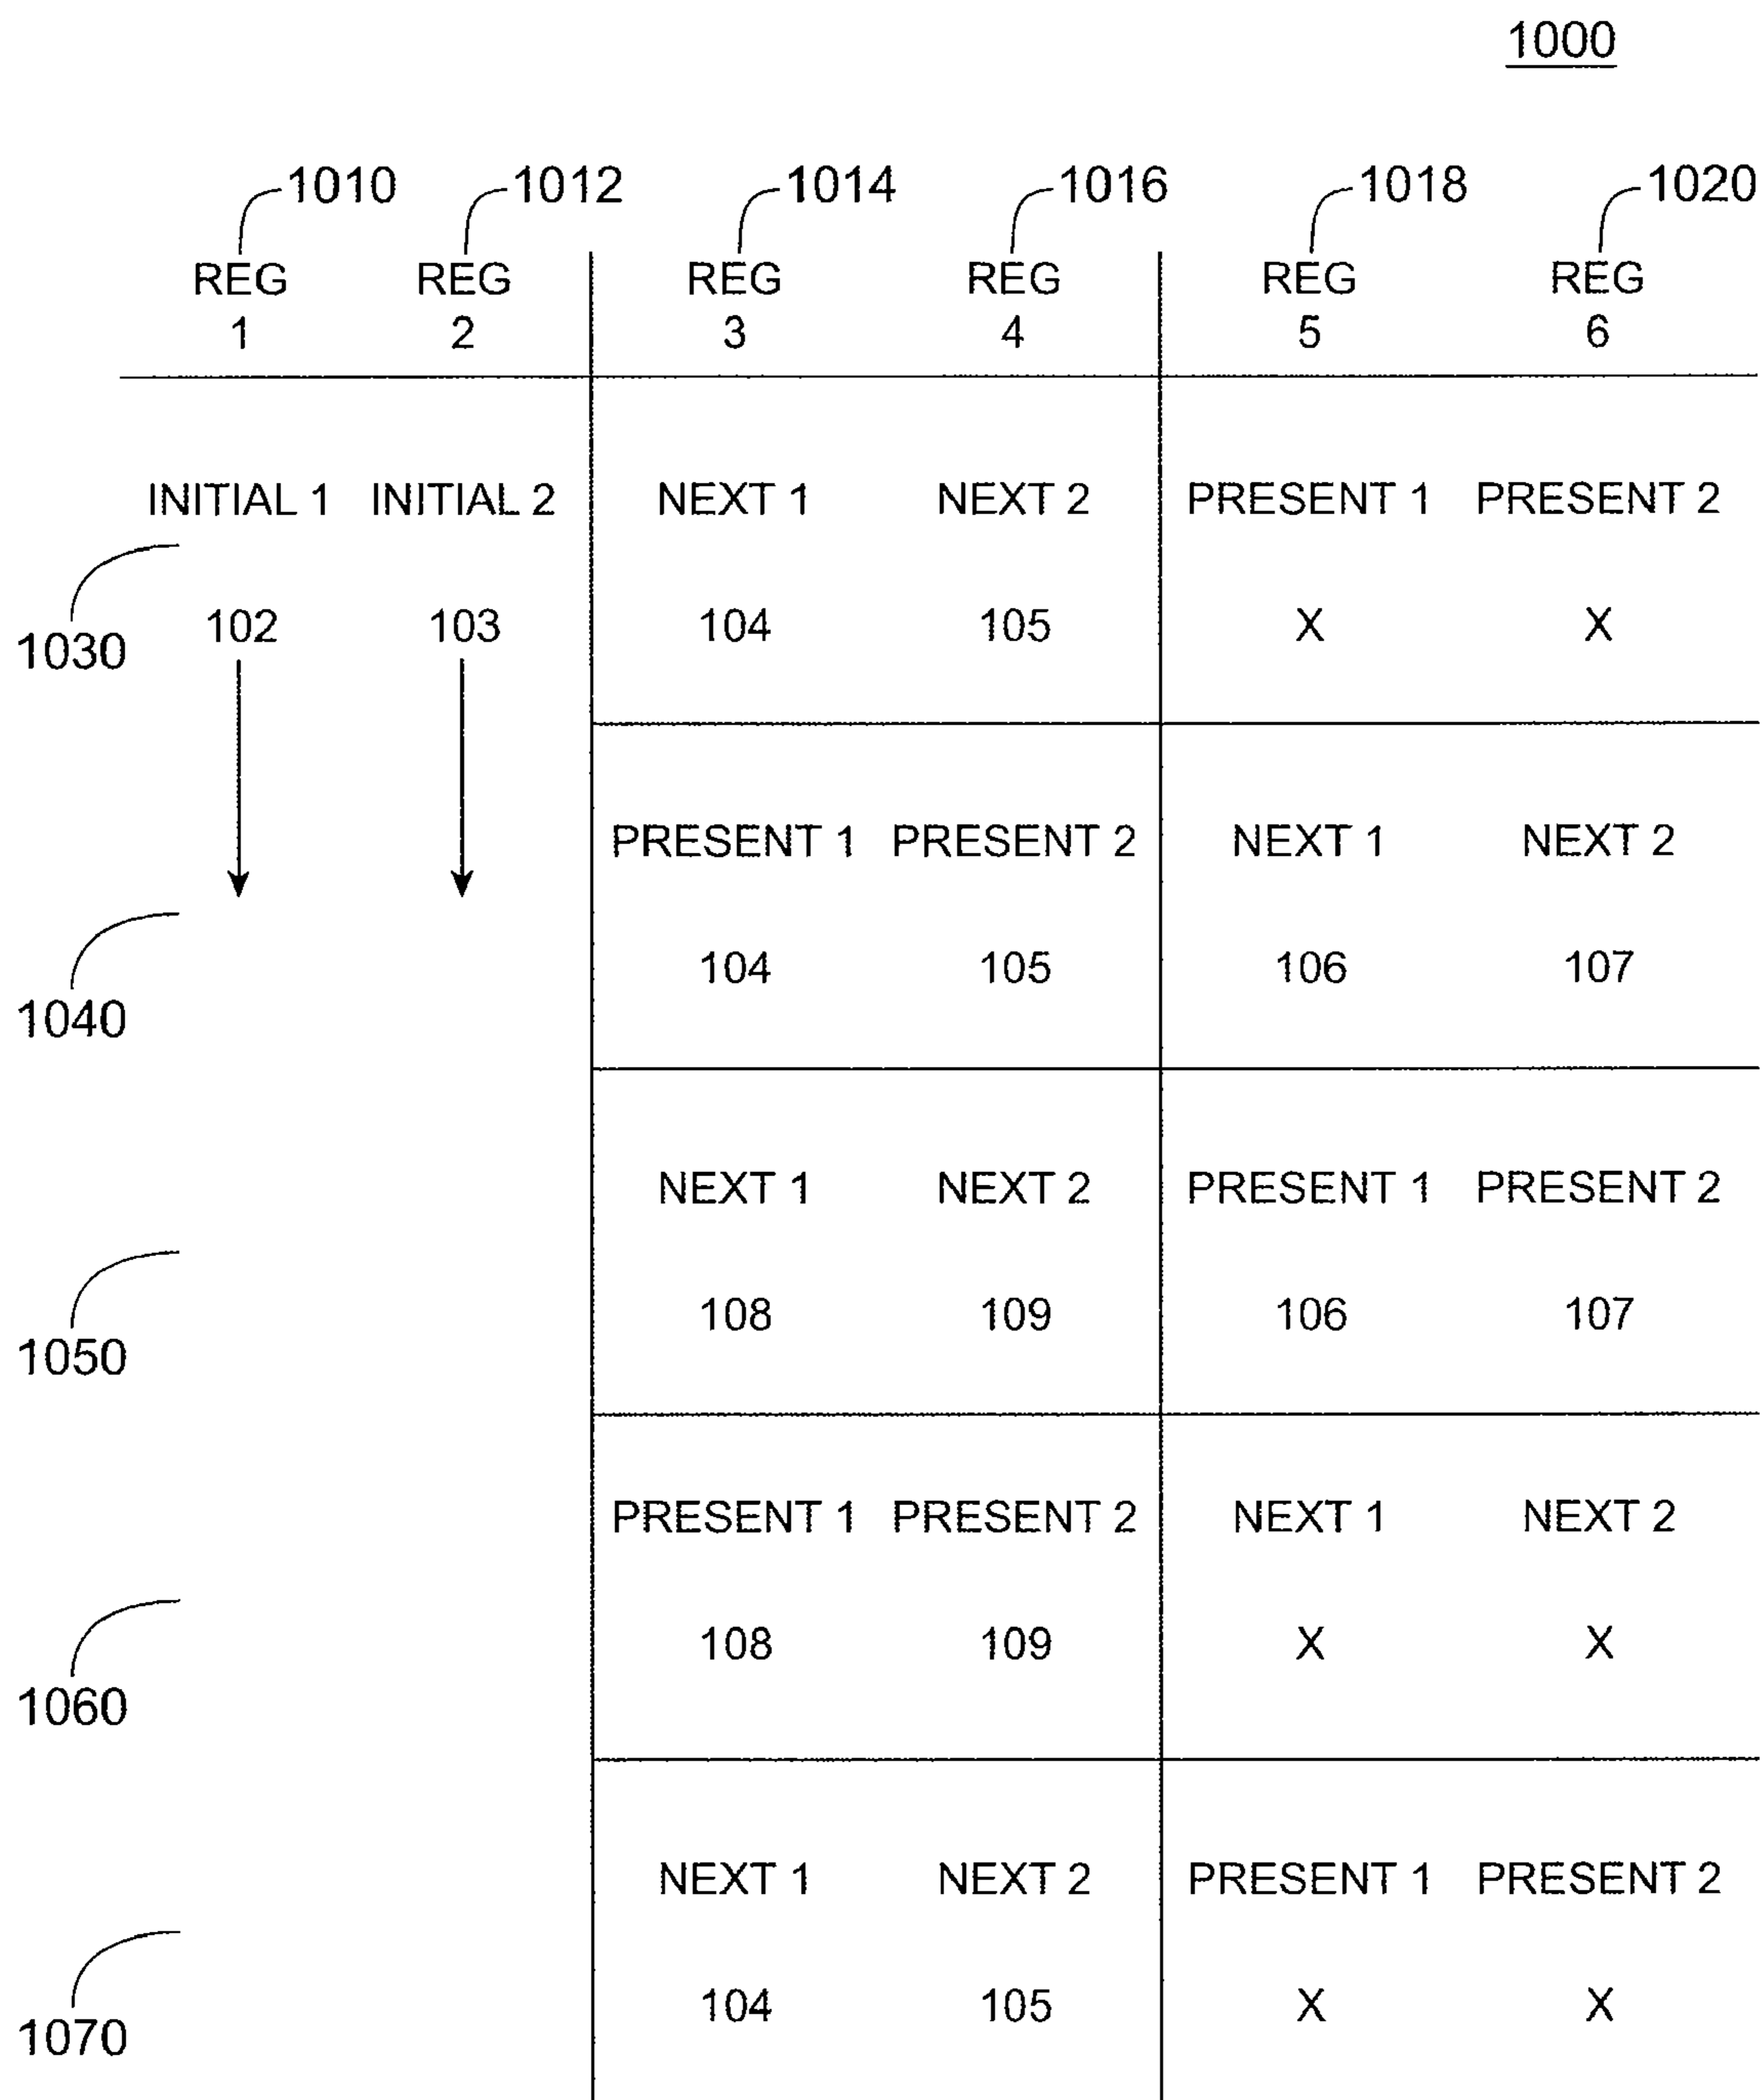 1000
1010 1012 1014 1016 1018 1020
REG REG REG REG REG REG
1 2 3 4 5 6
INITIAL 1 INITIAL 2 NEXT 1 NEXT 2 PRESENT 1 PRESENT 2
1030 102 103 104 105 X X
PRESENT 1 PRESENT 2 NEXT 1 NEXT 2
104 105 106 107
1040
NEXT 1 NEXT 2 PRESENT 1 PRESENT 2
108 109 106 107
1050
PRESENT 1 PRESENT 2 NEXT 1 NEXT 2
108 109 X X
1060
NEXT 1 NEXT 2 PRESENT 1 PRESENT 2
104 105 X X
1070